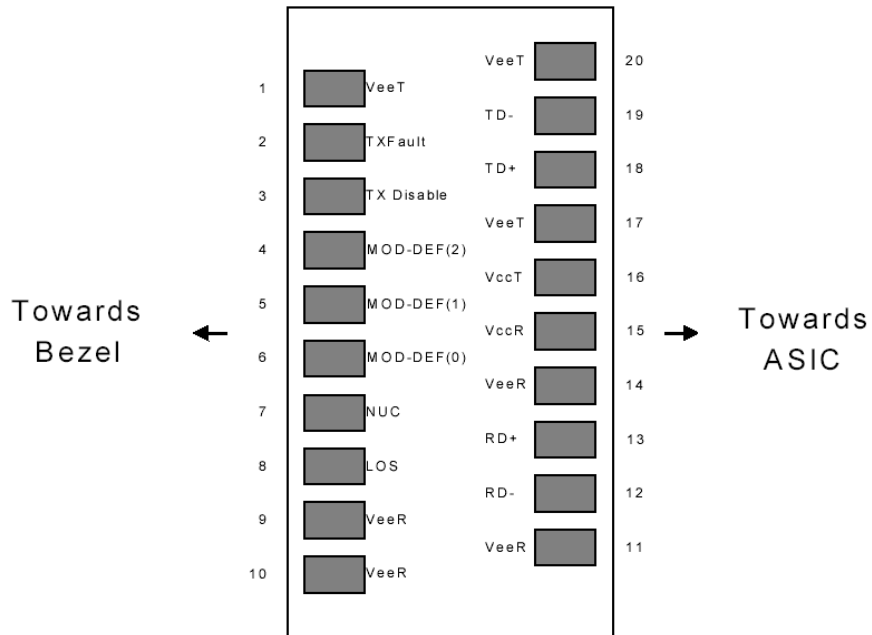 VeeT 20
1 VeeT
TD- 19
2 TXFault
TD+ 18
3 TX Disable
VeeT 17
4 MOD-DEF(2)
VccT 16
5 MOD-DEF(1)
Towards
Bezel
VccR 15
Towards
ASIC
6 MOD-DEF(0)
VeeR 14
7 NUC
RD+ 13
8 LOS
RD- 12
9 VeeR
VeeR 11
10 VeeR